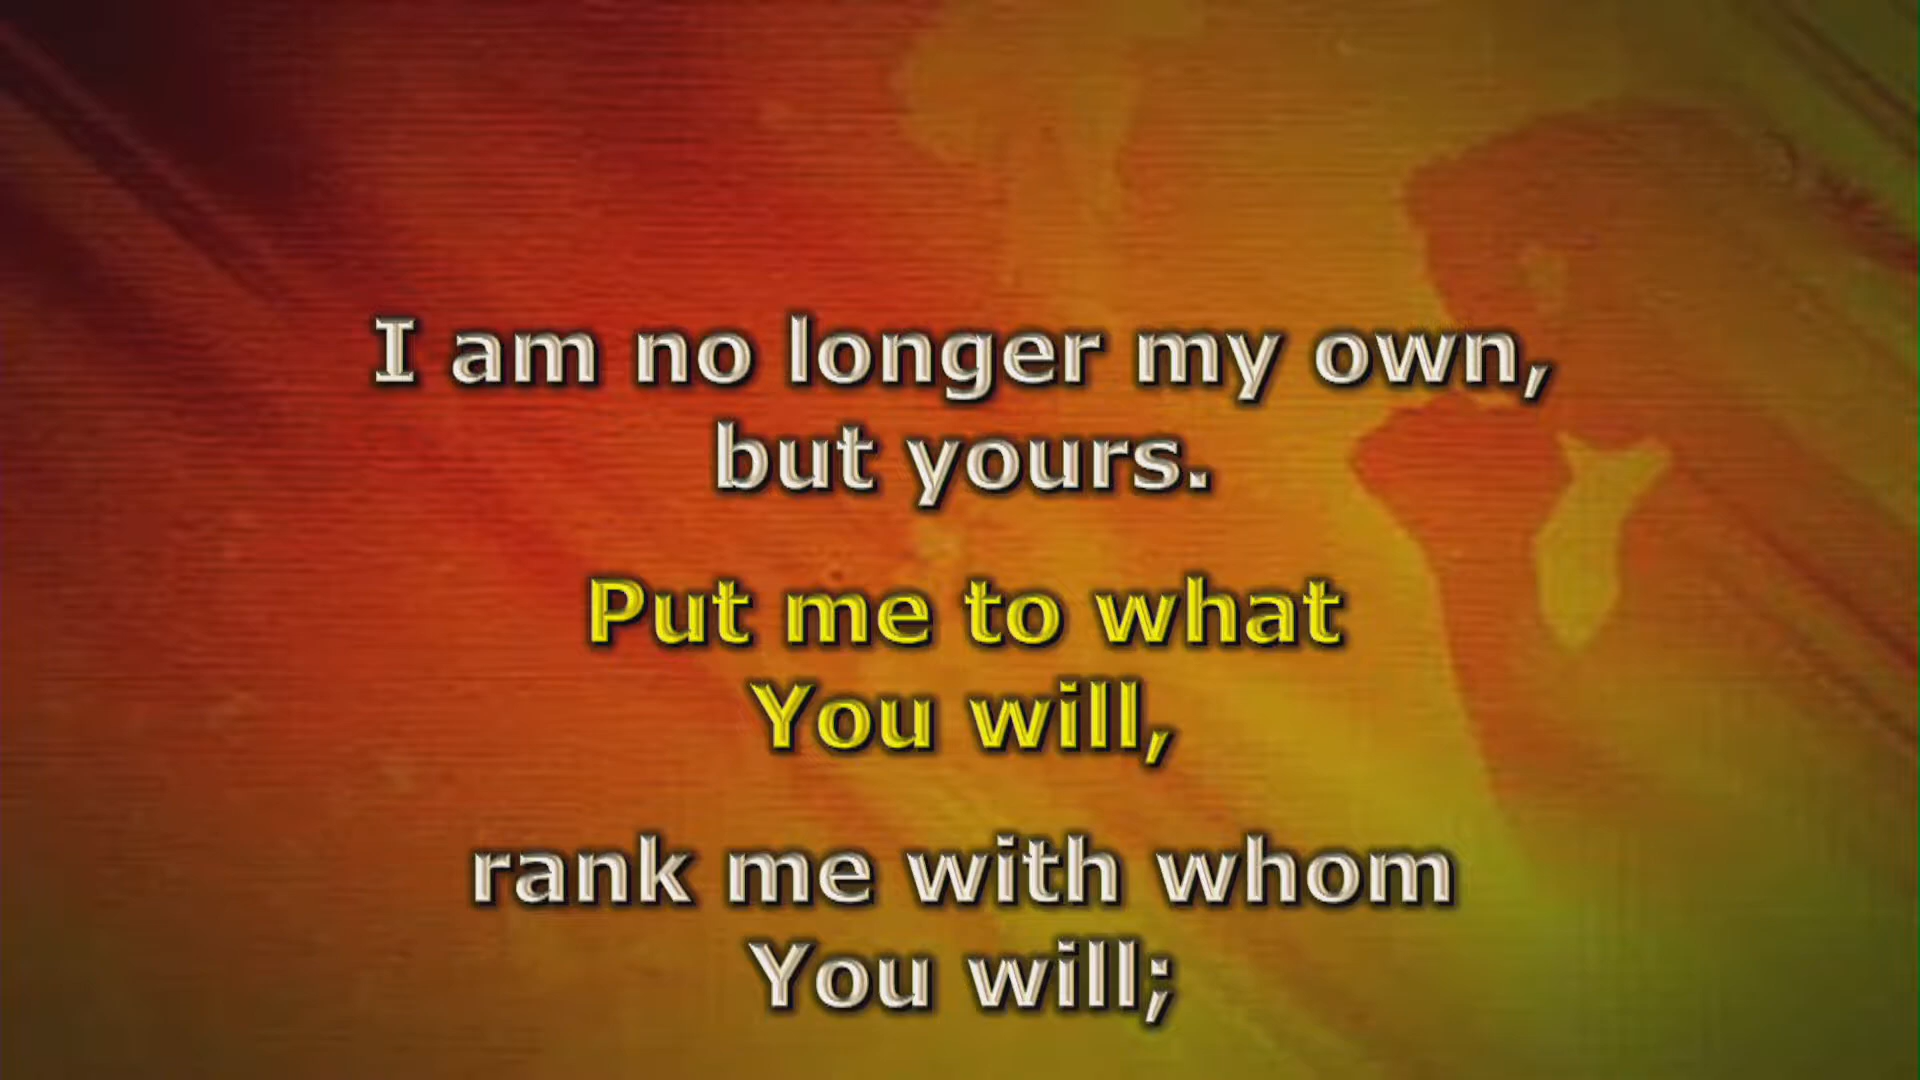 I am no longer my own,
but yours.
Put me to what
You will,
rank me with whom
You will;